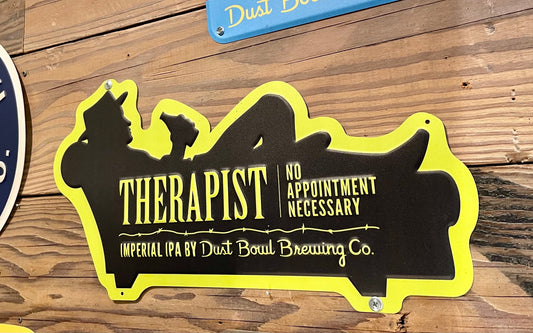 Dust Bo
THERAPIST
NO
APPOINTMENT
NECESSARY
IMPERIAL IPA BY Dust Bowl Brewing Co.
O.